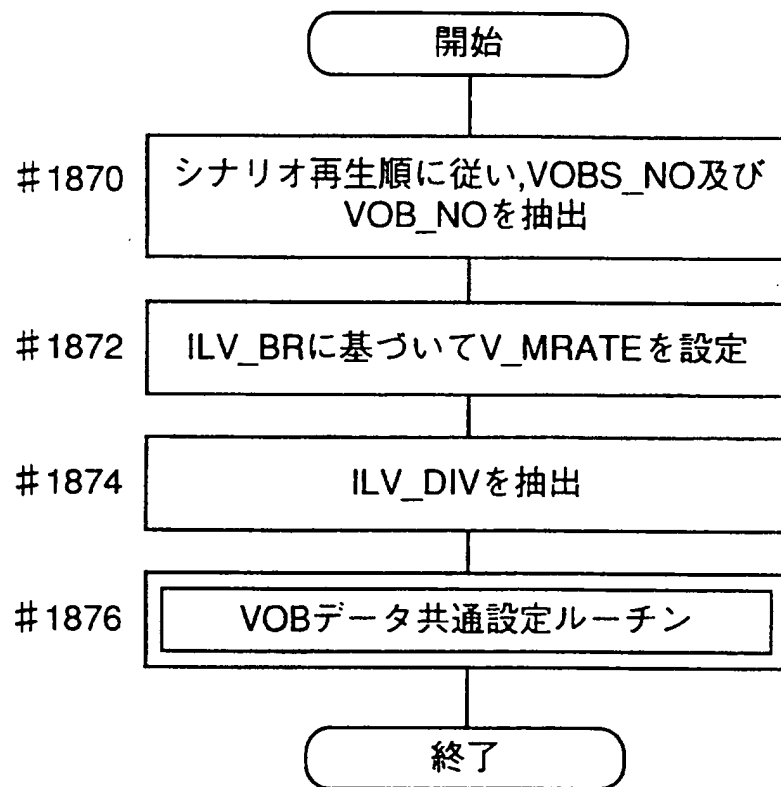 開始
#1870
シナリオ再生順に従い,VOBS_NO及び
VOB_NOを抽出
#1872
ILV_BRに基づいてV_MRATEを設定
#1874
ILV_DIVを抽出
#1876
VOBデータ共通設定ルーチン
終了